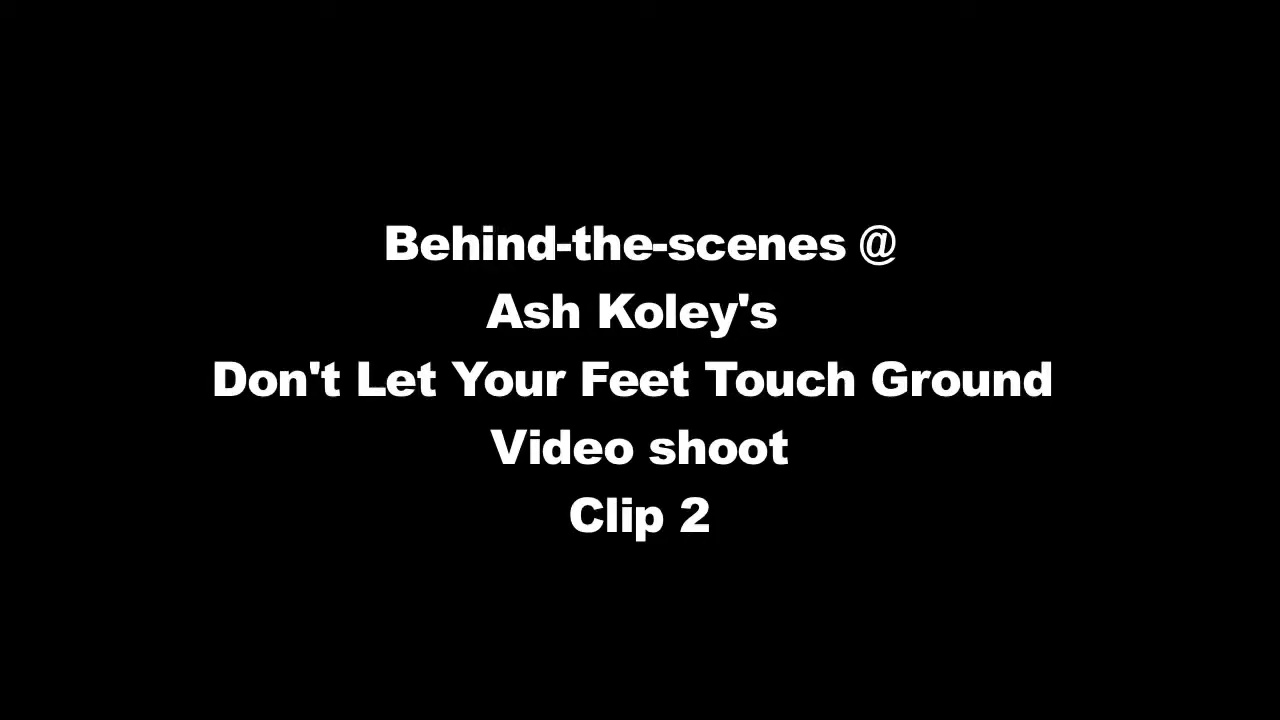 Behind-the-scenes @
Ash Koley's
Don't Let Your Feet Touch Ground
Video shoot
Clip 2